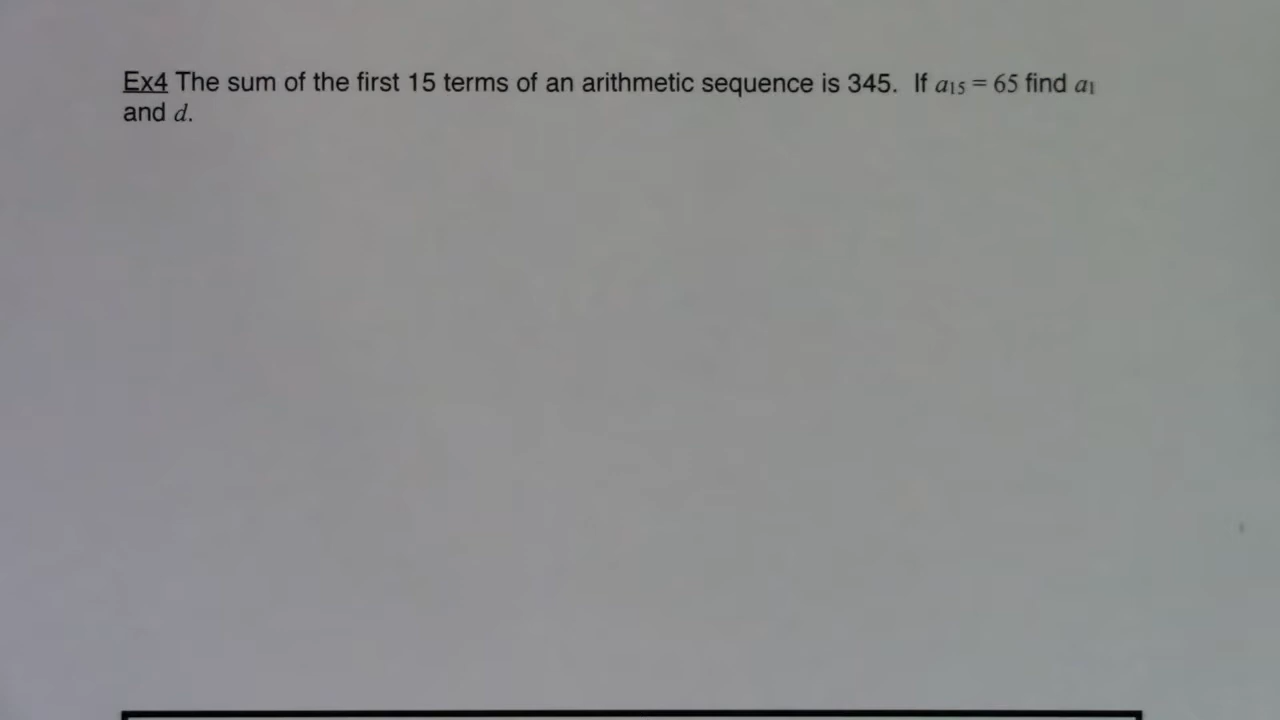 Ex4 The sum of the first 15 terms of an arithmetic sequence is 345.  If a₁₅ = 65 find a₁
and d.